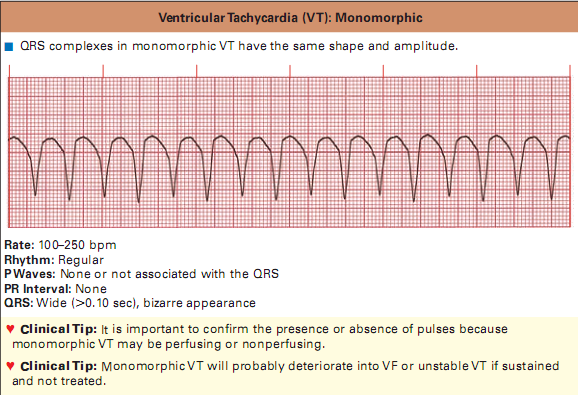 Ventricular Tachycardia (VT): Monomorphic
■ QRS complexes in monomorphic VT have the same shape and amplitude.
Rate: 100–250 bpm
Rhythm: Regular
P Waves: None or not associated with the QRS
PR Interval: None
QRS: Wide (>0.10 sec), bizarre appearance
♥ Clinical Tip: It is important to confirm the presence or absence of pulses because
monomorphic VT may be perfusing or nonperfusing.
♥ Clinical Tip: Monomorphic VT will probably deteriorate into VF or unstable VT if sustained
and not treated.